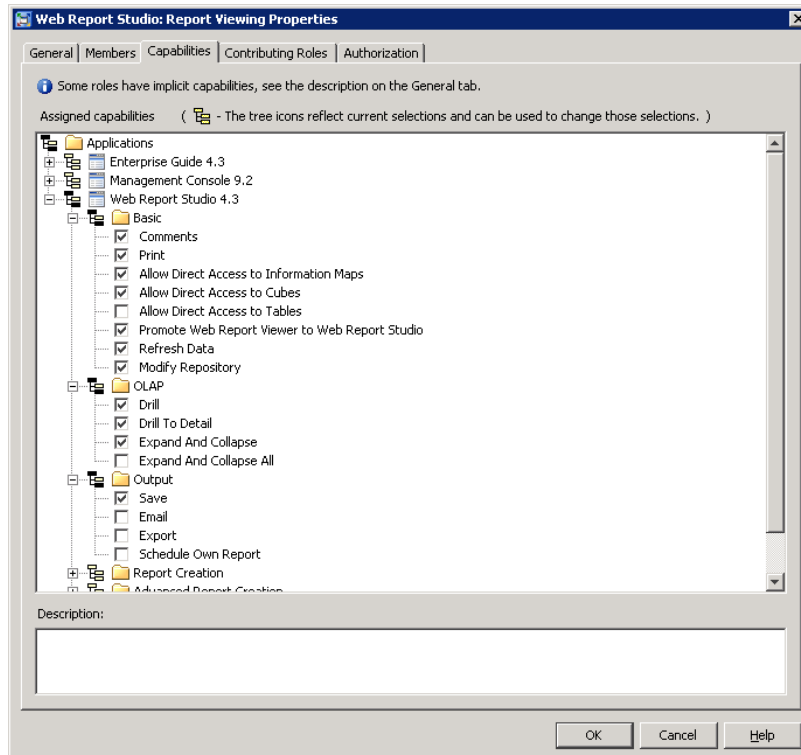 Web Report Studio: Report Viewing Properties
General Members Capabilities Contributing Roles Authorization
Some roles have implicit capabilities, see the description on the General tab.
Assigned capabilities ( - The tree icons reflect current selections and can be used to change those selections. )
Applications
Enterprise Guide 4.3
Management Console 9.2
Web Report Studio 4.3
Basic
Comments
Print
Allow Direct Access to Information Maps
Allow Direct Access to Cubes
Allow Direct Access to Tables
Promote Web Report Viewer to Web Report Studio
Refresh Data
Modify Repository
OLAP
Drill
Drill To Detail
Expand And Collapse
Expand And Collapse All
Output
Save
Email
Export
Schedule Own Report
Report Creation
Advanced Report Creation
Description:
OK Cancel Help